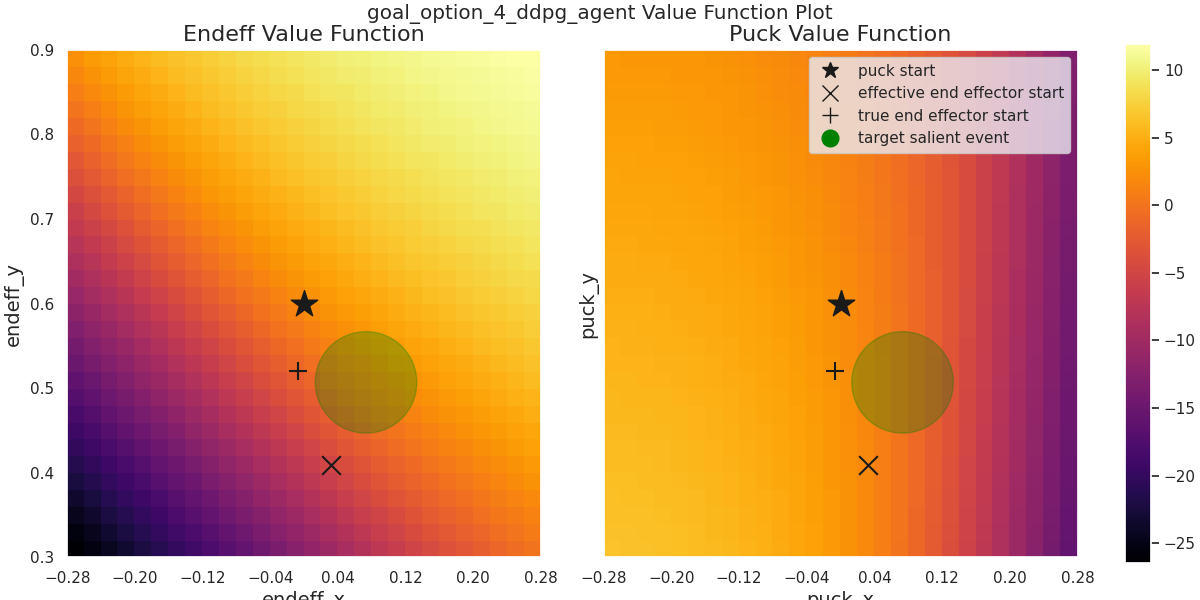 goal_option_4_ddpg_agent Value Function Plot
Endeff Value Function
Puck Value Function
0.9
0.8
0.7
0.6
0.5
0.4
0.3
endeff_y
−0.28 −0.20 −0.12 −0.04 0.04 0.12 0.20 0.28
endeff_x
puck_y
puck start
effective end effector start
true end effector start
target salient event
−0.28 −0.20 −0.12 −0.04 0.04 0.12 0.20 0.28
puck_x
10
5
0
−5
−10
−15
−20
−25